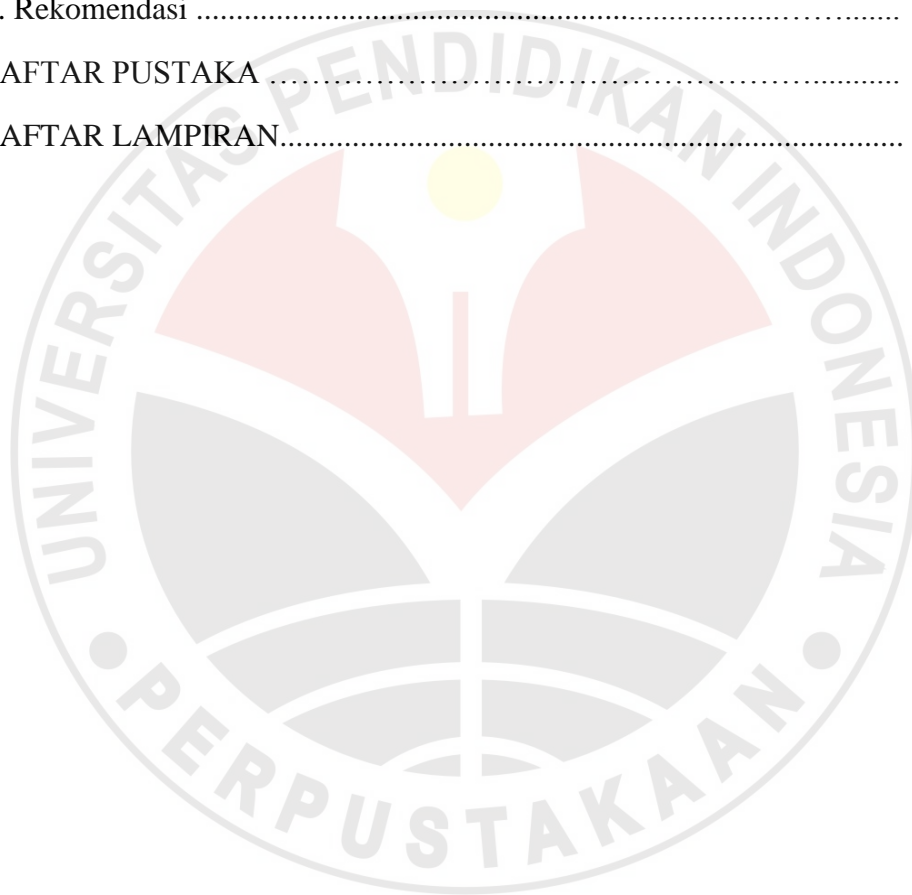 . Rekomendasi ...........................................................................................
AFTAR PUSTAKA ................................................................................
AFTAR LAMPIRAN...............................................................................
UNIVERSITAS PENDIDIKAN INDONESIA
PERPUSTAKAAN